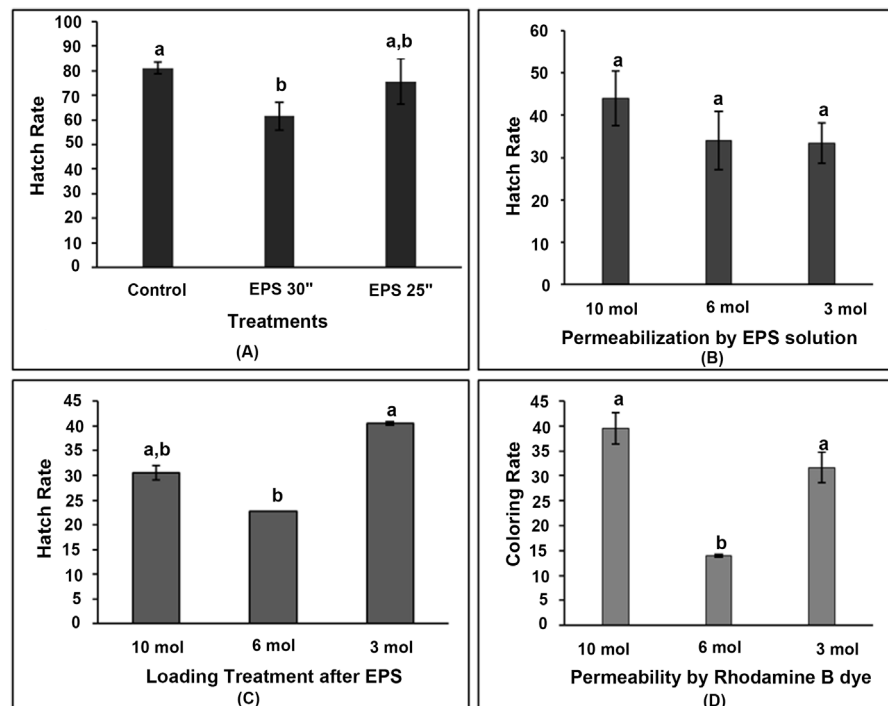 100
90
80
70
60
50
40
30
20
10
0
Hatch Rate
a
b
a,b
Control
EPS 30"
EPS 25"
Treatments
(A)
60
50
40
30
20
10
0
Hatch Rate
a
a
a
10 mol
6 mol
3 mol
Permeabilization by EPS solution
(B)
45
40
35
30
25
20
15
10
5
0
Hatch Rate
a,b
b
a
10 mol
6 mol
3 mol
Loading Treatment after EPS
(C)
45
40
35
30
25
20
15
10
5
0
Coloring Rate
a
b
a
10 mol
6 mol
3 mol
Permeability by Rhodamine B dye
(D)